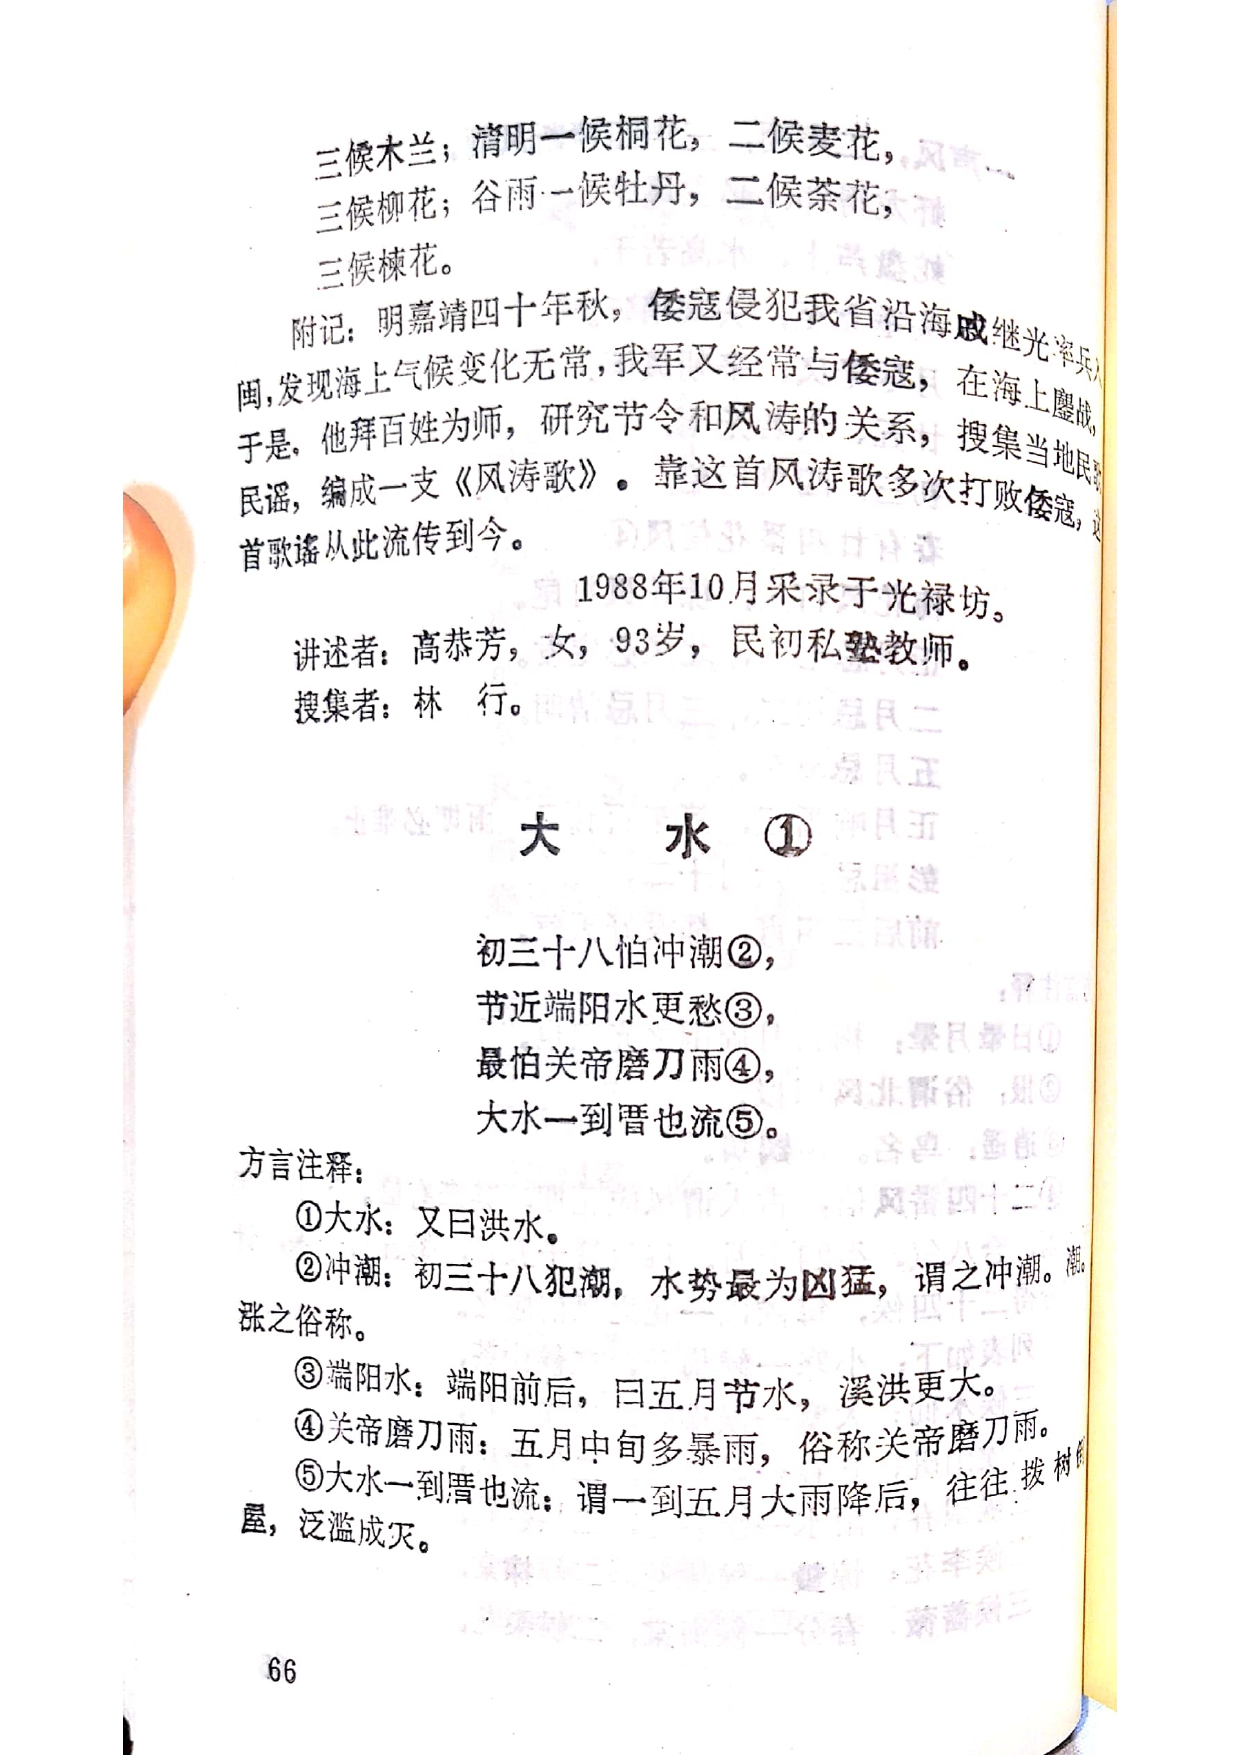 三候木兰；清明一候桐花，二候麦花，
三候柳花；谷雨一候牡丹，二候荼花，
三候楝花。
附记：明嘉靖四十年秋，倭寇侵犯我省沿海戚继光率兵入
闽，发现海上气候变化无常，我军又经常与倭寇，在海上鏖战，
于是．他拜百姓为师，研究节令和风涛的关系，搜集当地民歌
民谣，编成一支《风涛歌》。靠这首风涛歌多次打败倭寇，这
首歌谣从此流传到今。
1988年10月采录于光禄坊。
讲述者：高恭芳，女，93岁，民初私塾教师。
搜集者：林　行。
大　水　①
初三十八怕冲潮②，
节近端阳水更愁③，
最怕关帝磨刀雨④，
大水一到厝也流⑤。
方言注释：
①大水：又曰洪水。
②冲潮：初三十八犯潮，水势最为凶猛，谓之冲潮。潮。
涨之俗称。
③端阳水：端阳前后，曰五月节水，溪洪更大。
④关帝磨刀雨：五月中旬多暴雨，俗称关帝磨刀雨。
⑤大水一到厝也流：谓一到五月大雨降后，往往拨树
屋，泛滥成灭。
66